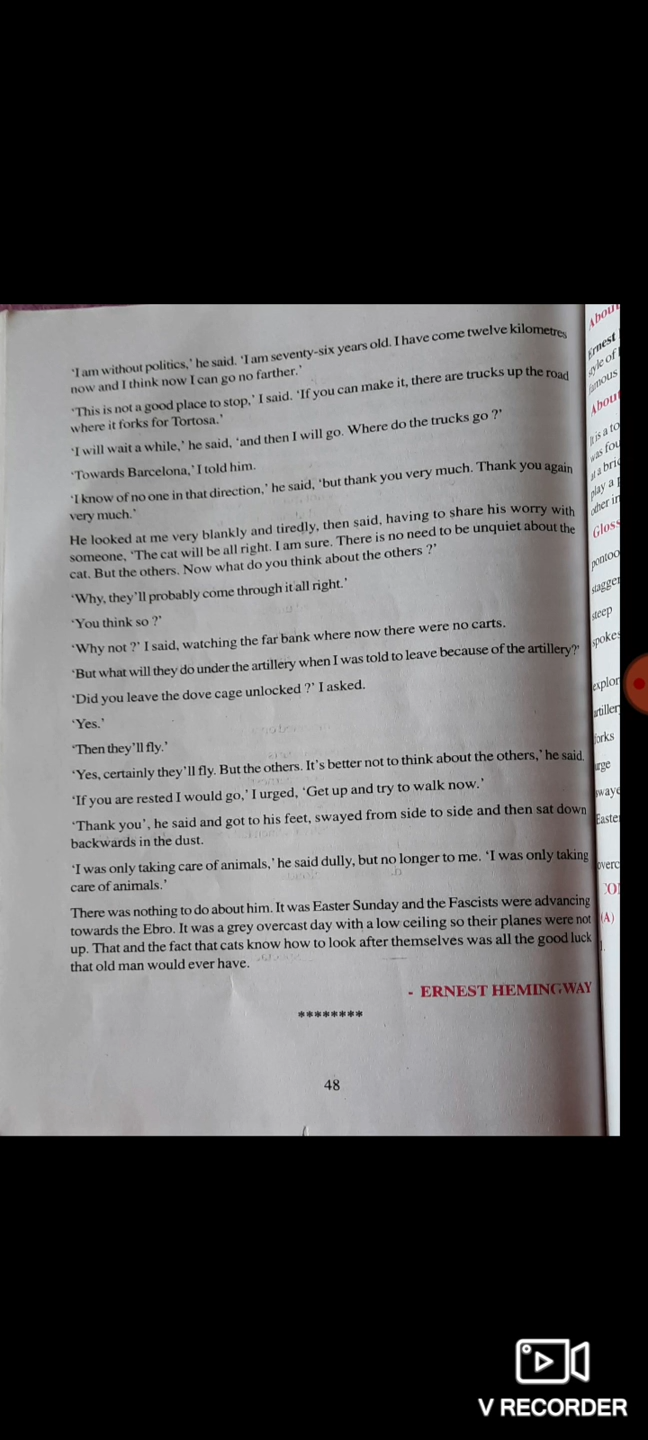 'I am without politics,' he said. 'I am seventy-six years old. I have come twelve kilometres
now and I think now I can go no farther.'
'This is not a good place to stop,' I said. 'If you can make it, there are trucks up the road
where it forks for Tortosa.'
'I will wait a while,' he said, 'and then I will go. Where do the trucks go ?'
'Towards Barcelona,' I told him.
'I know of no one in that direction,' he said, 'but thank you very much. Thank you again
very much.'
He looked at me very blankly and tiredly, then said, having to share his worry with
someone, 'The cat will be all right. I am sure. There is no need to be unquiet about the
cat. But the others. Now what do you think about the others ?'
'Why, they'll probably come through it all right.'
'You think so ?'
'Why not ?' I said, watching the far bank where now there were no carts.
'But what will they do under the artillery when I was told to leave because of the artillery?'
'Did you leave the dove cage unlocked ?' I asked.
'Yes.'
'Then they'll fly.'
'Yes, certainly they'll fly. But the others. It's better not to think about the others,' he said.
'If you are rested I would go,' I urged, 'Get up and try to walk now.'
'Thank you', he said and got to his feet, swayed from side to side and then sat down
backwards in the dust.
'I was only taking care of animals,' he said dully, but no longer to me. 'I was only taking
care of animals.'
There was nothing to do about him. It was Easter Sunday and the Fascists were advancing
towards the Ebro. It was a grey overcast day with a low ceiling so their planes were not
up. That and the fact that cats know how to look after themselves was all the good luck
that old man would ever have.
- ERNEST HEMINGWAY
********
48
About
Ernest
style of
famous
About
It is a to
was fou
at a bri
play a p
other in
Gloss
pontoo
stagger
steep
spokes
explor
artillery
forks
urge
swaye
Easte
overc
(A)
V RECORDER